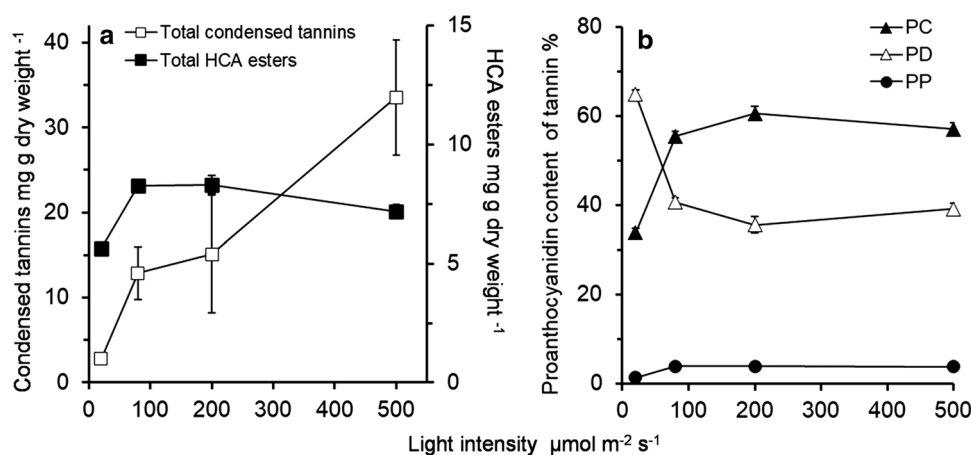 a
Total condensed tannins
Total HCA esters
Condensed tannins mg g dry weight -1
40
30
20
10
0
15
10
5
0
HCA esters mg g dry weight -1
0 100 200 300 400 500
b
PC
PD
PP
Proanthocyanidin content of tannin %
80
60
40
20
0
0 100 200 300 400 500
Light intensity µmol m-2 s-1